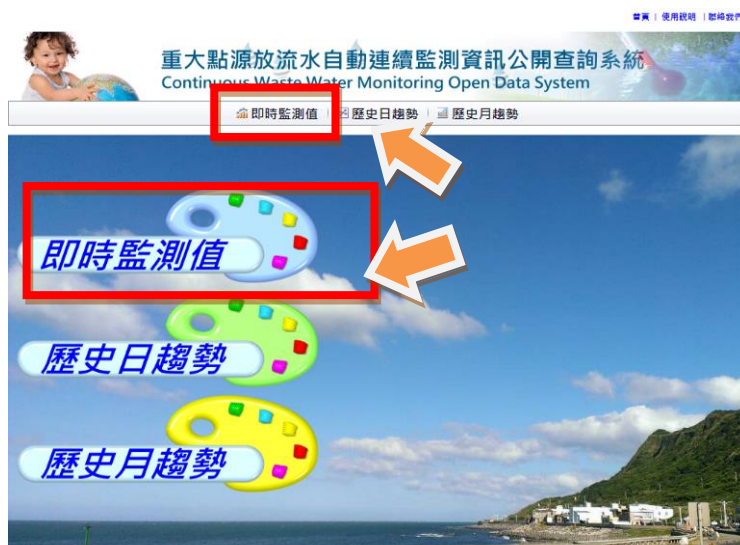 首頁 | 使用說明 | 聯絡我們
重大點源放流水自動連續監測資訊公開查詢系統
Continuous Waste Water Monitoring Open Data System
即時監測值 | 歷史日趨勢 | 歷史月趨勢
即時監測值
歷史日趨勢
歷史月趨勢